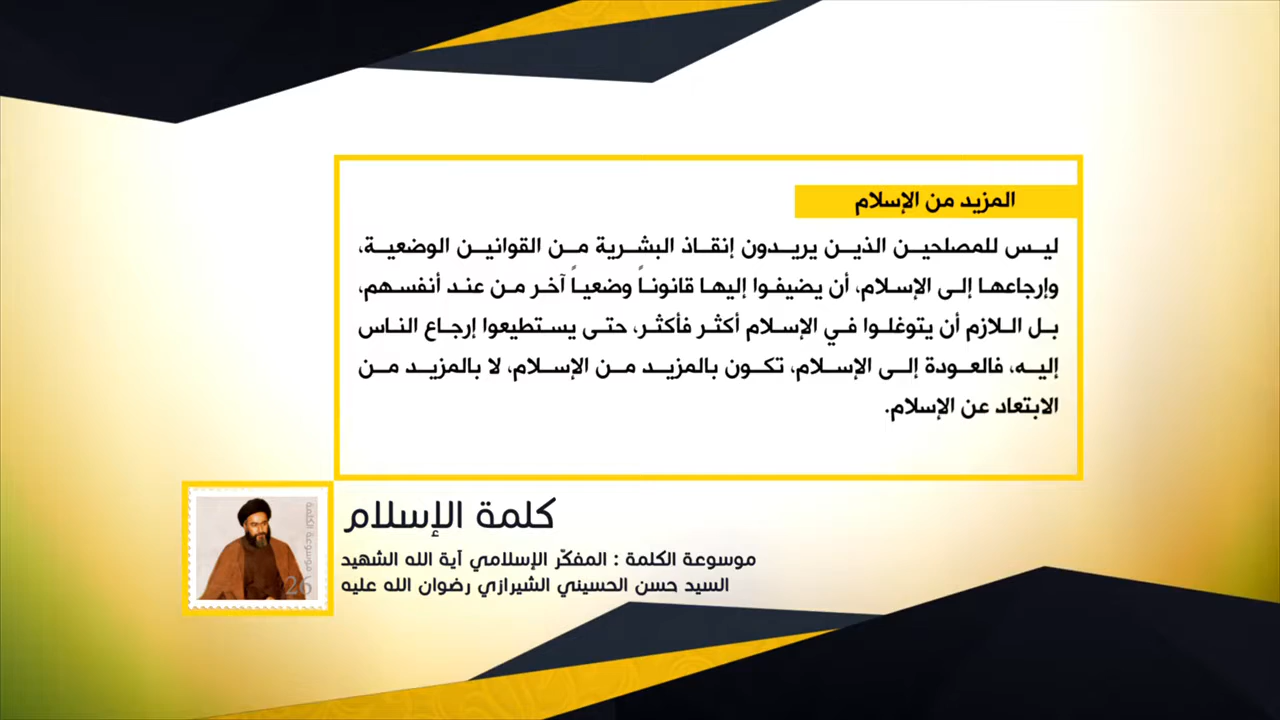 المزيد من الإسلام
ليس للمصلحين الذين يريدون إنقاذ البشرية من القوانين الوضعية،
وإرجاعها إلى الإسلام، أن يضيفوا إليها قانوناً وضعياً آخر من عند أنفسهم،
بل اللازم أن يتوغلوا في الإسلام أكثر فأكثر، حتى يستطيعوا إرجاع الناس
إليه، فالعودة إلى الإسلام، تكون بالمزيد من الإسلام، لا بالمزيد من
الابتعاد عن الإسلام.
كلمة الإسلام
موسوعة الكلمة : المفكّر الإسلامي آية الله الشهيد
السيد حسن الحسيني الشيرازي رضوان الله عليه
موسوعة الكلمة
26